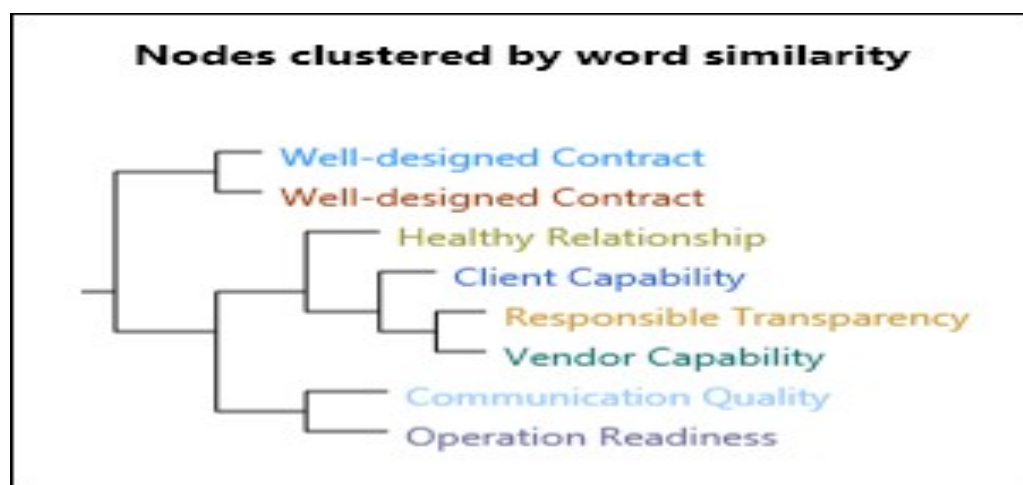 Nodes clustered by word similarity
Well-designed Contract
Well-designed Contract
Healthy Relationship
Client Capability
Responsible Transparency
Vendor Capability
Communication Quality
Operation Readiness